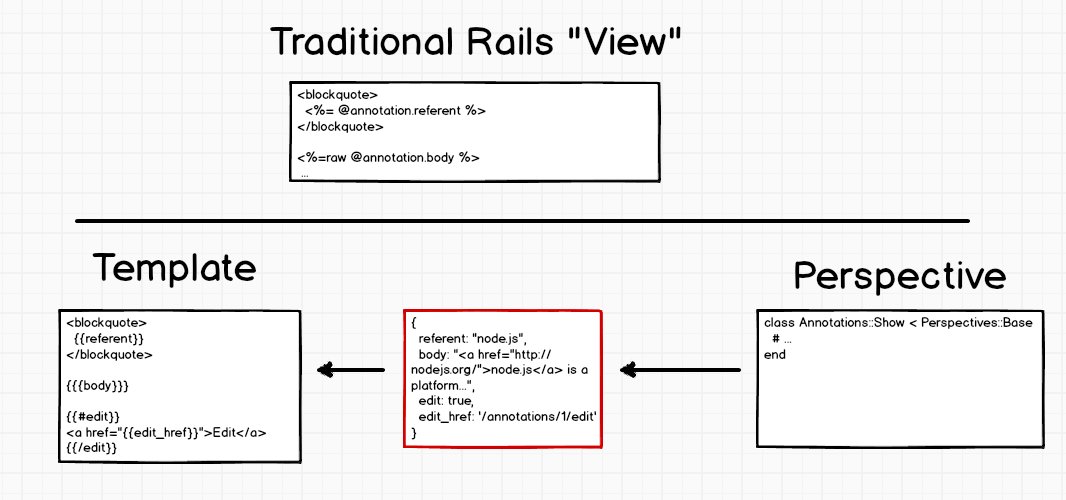 Traditional Rails "View"
<blockquote>
<%= @annotation.referent %>
</blockquote>
<%=raw @annotation.body %>
...
Template
<blockquote>
{{referent}}
</blockquote>
{{{body}}}
{{#edit}}
<a href="{{edit_href}}">Edit</a>
{{/edit}}
{
referent: "node.js",
body: "<a href="http://
nodejs.org/">node.js</a> is a
platform...",
edit: true,
edit_href: '/annotations/1/edit'
}
Perspective
class Annotations::Show < Perspectives::Base
# ...
end